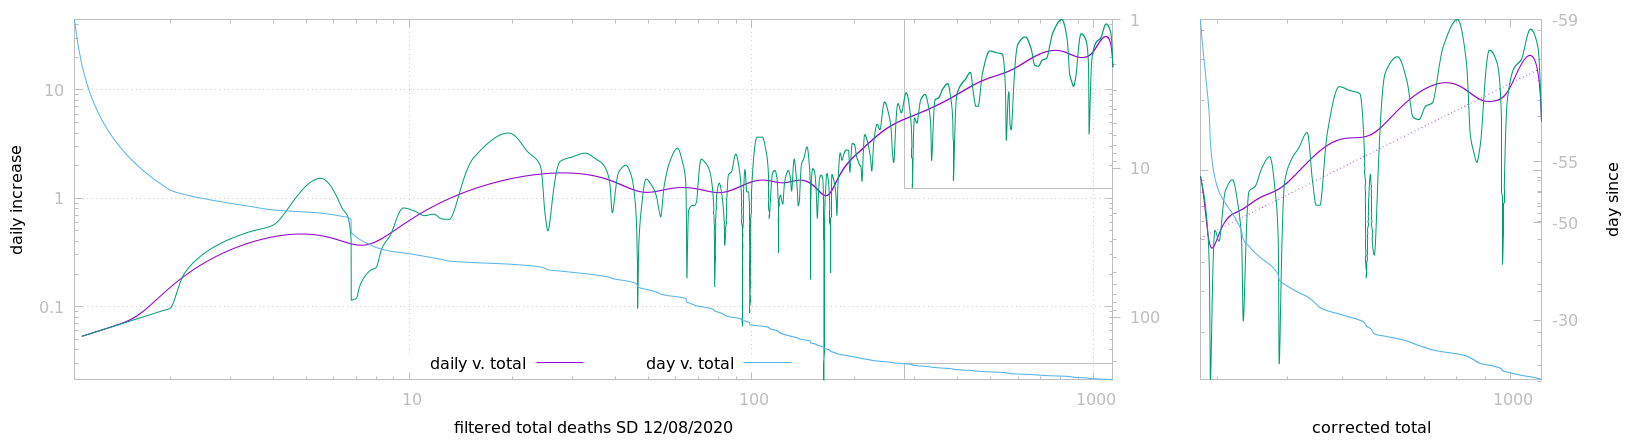 10
1
0.1
daily increase
1
10
100
-59
-55
-50
-30
day since
daily v. total
day v. total
10
100
1000
1000
filtered total deaths SD 12/08/2020
corrected total